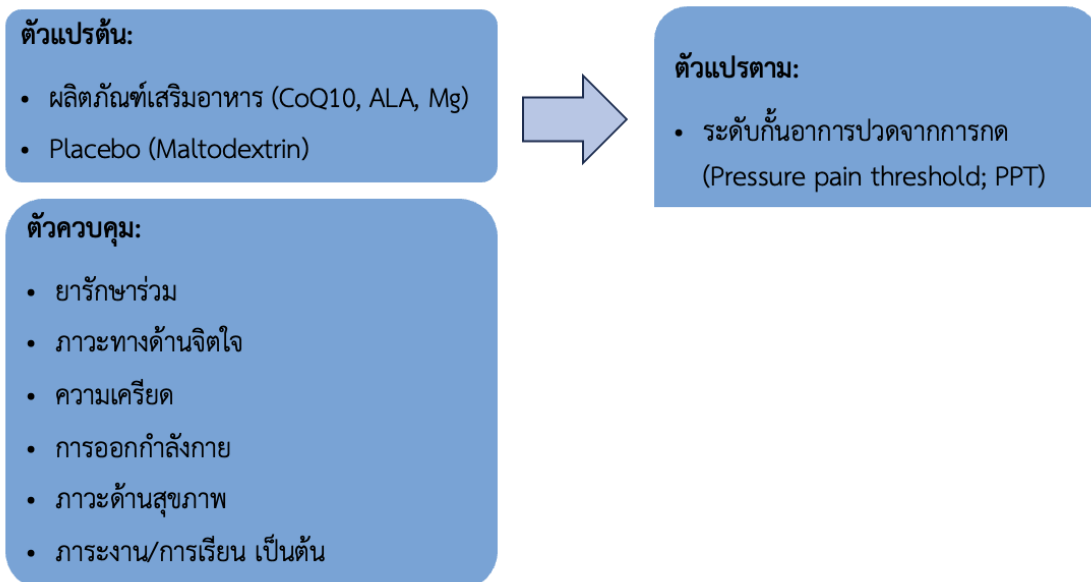 ตัวแปรต้น:
• ผลิตภัณฑ์เสริมอาหาร (CoQ10, ALA, Mg)
• Placebo (Maltodextrin)
ตัวแปรตาม:
• ระดับกั้นอาการปวดจากการกด
(Pressure pain threshold; PPT)
ตัวควบคุม:
• ยารักษาร่วม
• ภาวะทางด้านจิตใจ
• ความเครียด
• การออกกำลังกาย
• ภาวะด้านสุขภาพ
• ภาระงาน/การเรียน เป็นต้น